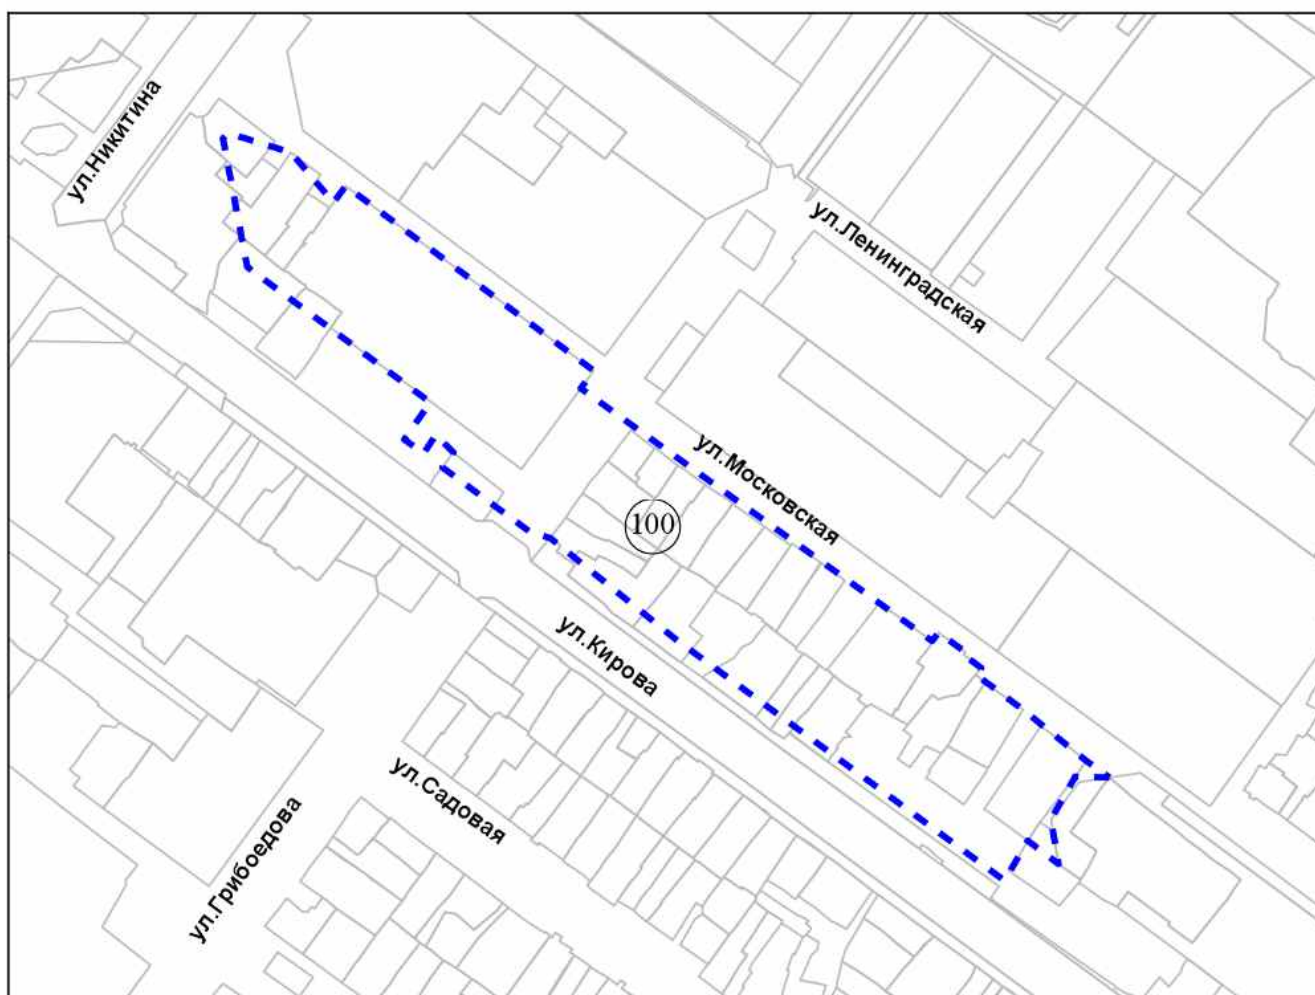 ул.Никитина
ул.Ленинградская
ул.Московская
100
ул.Кирова
ул.Садовая
ул.Грибоедова